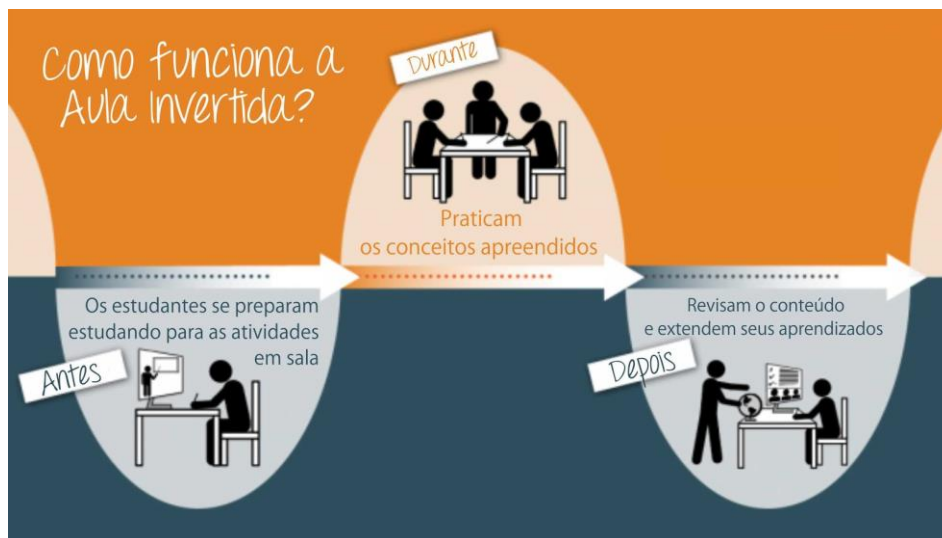 Como funciona a
Aula Invertida?
Durante
Praticam
os conceitos apreendidos
Os estudantes se preparam
estudando para as atividades
em sala
Antes
Revisam o conteúdo
e extendem seus aprendizados
Depois